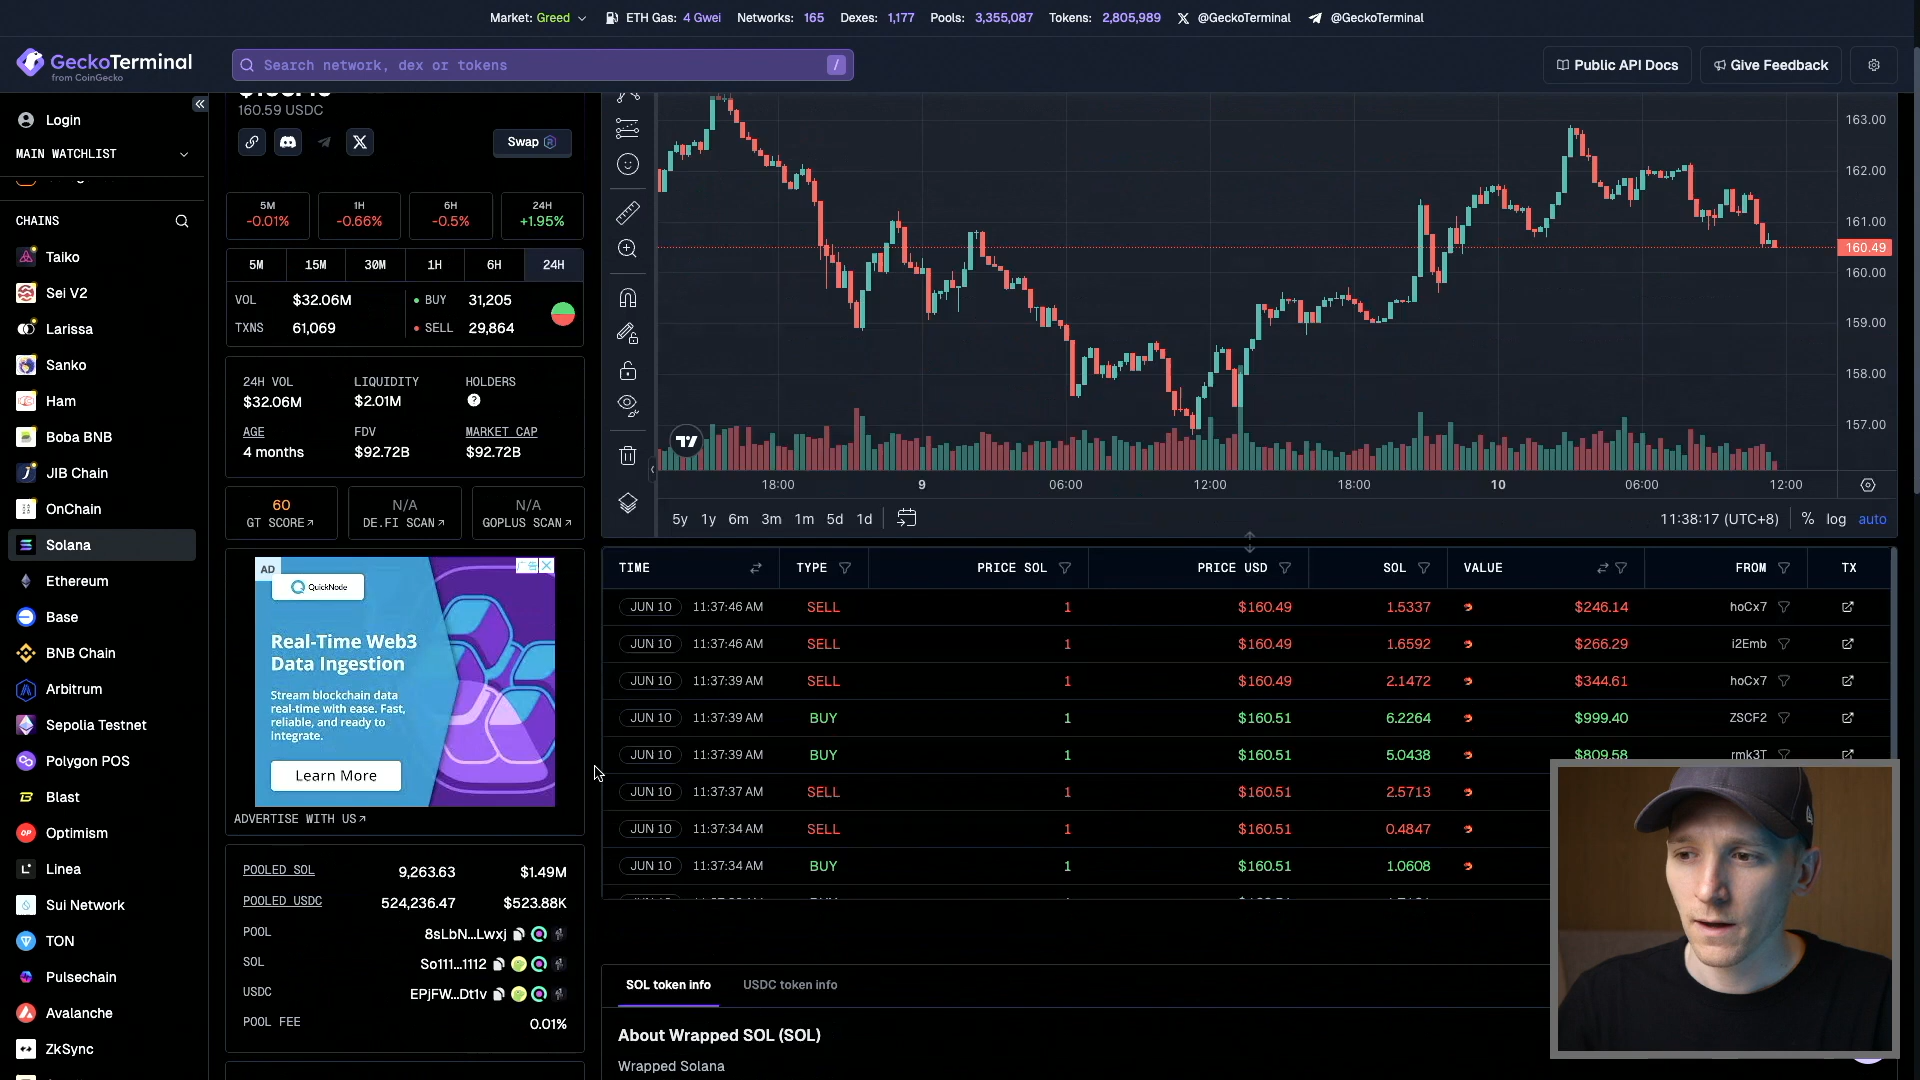 Market: Greed
ETH Gas: 4 Gwei
Networks: 165
Dexes: 1,177
Pools: 3,355,087
Tokens: 2,805,989
@GeckoTerminal
@GeckoTerminal
GeckoTerminal
from CoinGecko
Search network, dex or tokens
/
Public API Docs
Give Feedback
Login
MAIN WATCHLIST
CHAINS
Taiko
Sei V2
Larissa
Sanko
Ham
Boba BNB
JIB Chain
OnChain
Solana
Ethereum
Base
BNB Chain
Arbitrum
Sepolia Testnet
Polygon POS
Blast
Optimism
Linea
Sui Network
TON
Pulsechain
Avalanche
ZkSync
160.59 USDC
Swap
5M 1H 6H 24H
-0.01% -0.66% -0.5% +1.95%
5M 15M 30M 1H 6H 24H
VOL $32.06M BUY 31,205
TXNS 61,069 SELL 29,864
24H VOL LIQUIDITY HOLDERS
$32.06M $2.01M ?
AGE FDV MARKET CAP
4 months $92.72B $92.72B
60 N/A N/A
GT SCORE DE.FI SCAN GOPLUS SCAN
AD
QuickNode
广告
Real-Time Web3
Data Ingestion
Stream blockchain data
real-time with ease. Fast,
reliable, and ready to
Integrate.
Learn More
ADVERTISE WITH US
POOLED SOL 9,263.63 $1.49M
POOLED USDC 524,236.47 $523.88K
POOL 8sLbN...Lwxj
SOL So111...1112
USDC EPjFW...Dt1v
POOL FEE 0.01%
163.00
162.00
161.00
160.49
160.00
159.00
158.00
157.00
18:00 9 06:00 12:00 18:00 10 06:00 12:00
5y 1y 6m 3m 1m 5d 1d
11:38:17 (UTC+8) % log auto
TIME TYPE PRICE SOL PRICE USD SOL VALUE FROM TX
JUN 10 11:37:46 AM SELL 1 $160.49 1.5337 $246.14 hoCx7
JUN 10 11:37:46 AM SELL 1 $160.49 1.6592 $266.29 i2Emb
JUN 10 11:37:39 AM SELL 1 $160.49 2.1472 $344.61 hoCx7
JUN 10 11:37:39 AM BUY 1 $160.51 6.2264 $999.40 ZSCF2
JUN 10 11:37:39 AM BUY 1 $160.51 5.0438 $809.58 rmk3T
JUN 10 11:37:37 AM SELL 1 $160.51 2.5713
JUN 10 11:37:34 AM SELL 1 $160.51 0.4847
JUN 10 11:37:34 AM BUY 1 $160.51 1.0608
SOL token info USDC token info
About Wrapped SOL (SOL)
Wrapped Solana